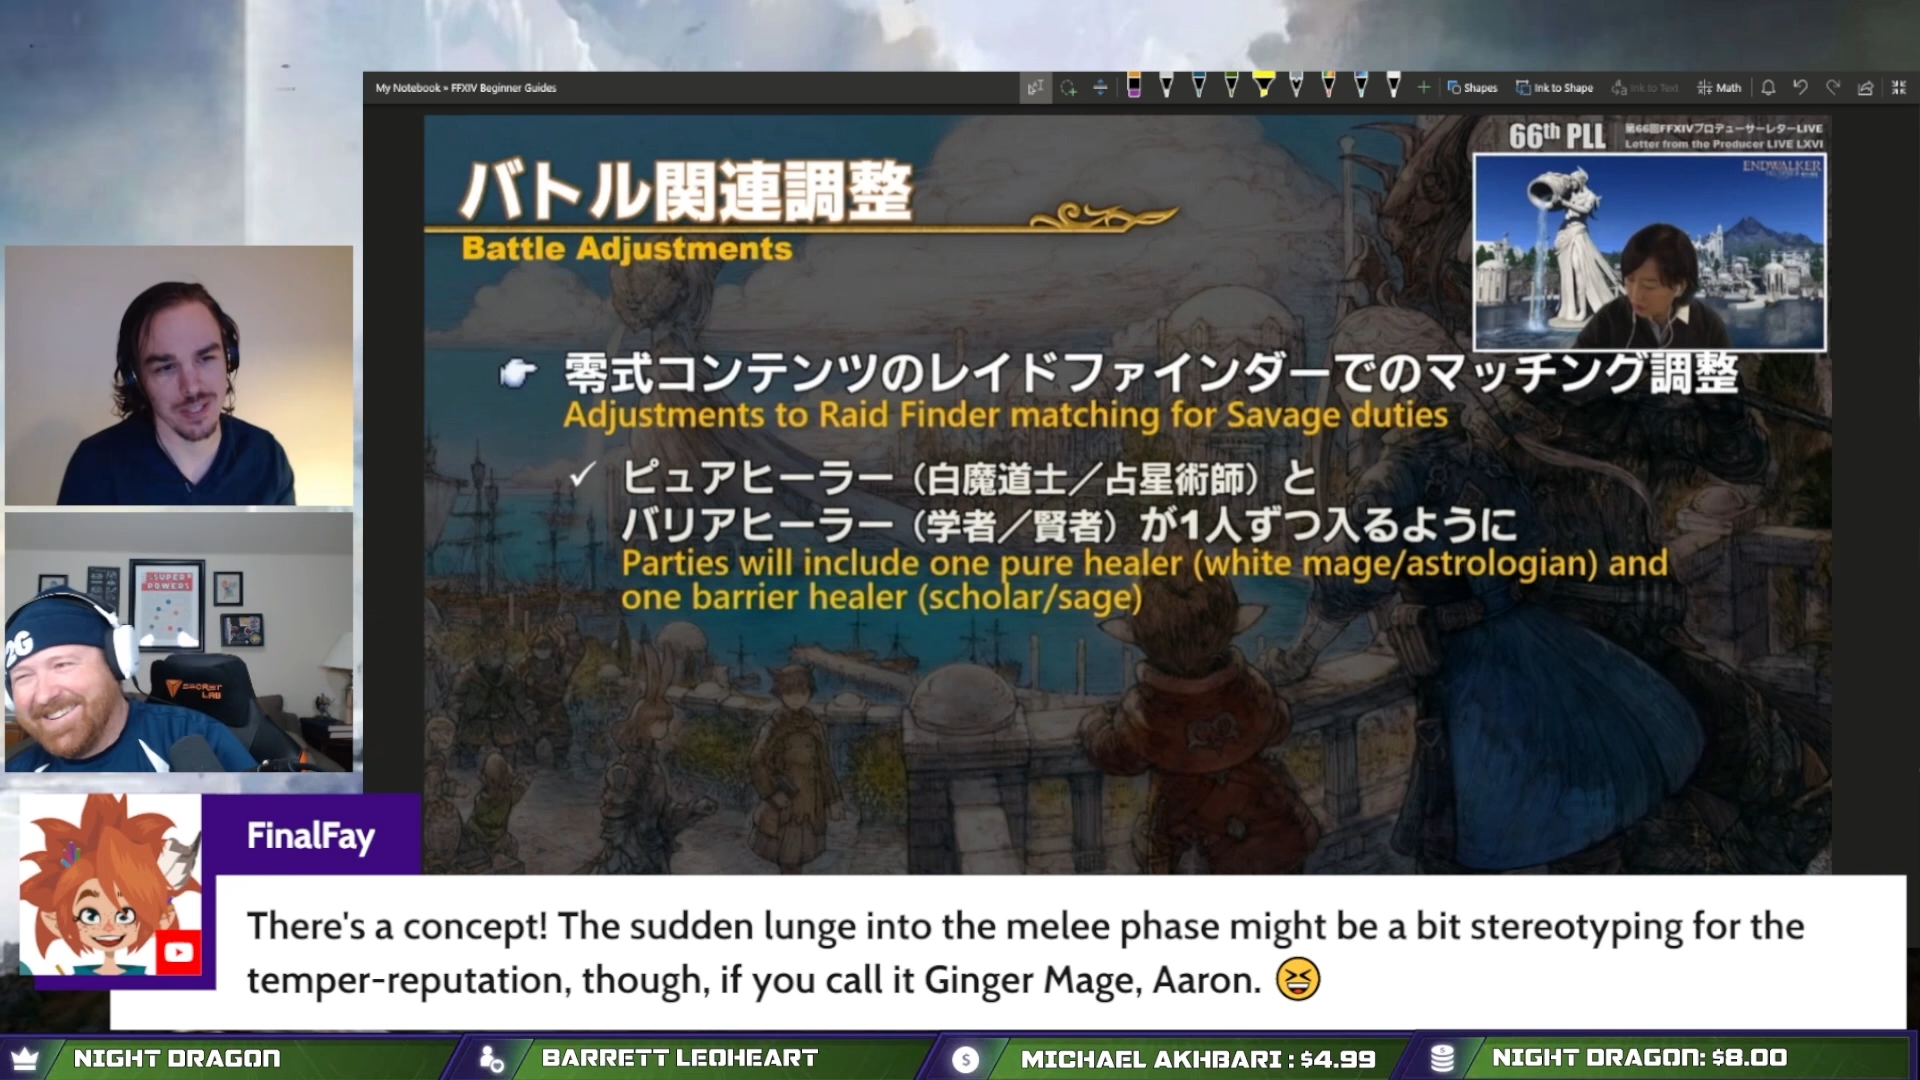 My Notebook » FFXIV Beginner Guides
Shapes
Ink to Shape
Ink to Text
Math
66th PLL
第66回FFXIVプロデューサーレターLIVE
Letter from the Producer LIVE LXVI
ENDWALKER
バトル関連調整
Battle Adjustments
零式コンテンツのレイドファインダーでのマッチング調整
Adjustments to Raid Finder matching for Savage duties
ピュアヒーラー（白魔道士／占星術師）と
バリアヒーラー（学者／賢者）が1人ずつ入るように
Parties will include one pure healer (white mage/astrologian) and
one barrier healer (scholar/sage)
SUPER
POWERS
2G
SECRET
LAB
FinalFay
There's a concept! The sudden lunge into the melee phase might be a bit stereotyping for the
temper-reputation, though, if you call it Ginger Mage, Aaron.
NIGHT DRAGON
BARRETT LEOHEART
MICHAEL AKHBARI : $4.99
NIGHT DRAGON: $8.00